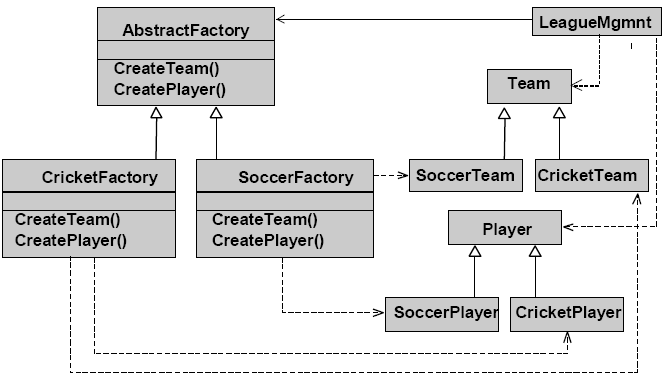 AbstractFactory
CreateTeam()
CreatePlayer()
LeagueMgmnt
Team
CricketFactory
CreateTeam()
CreatePlayer()
SoccerFactory
CreateTeam()
CreatePlayer()
SoccerTeam
CricketTeam
Player
SoccerPlayer
CricketPlayer